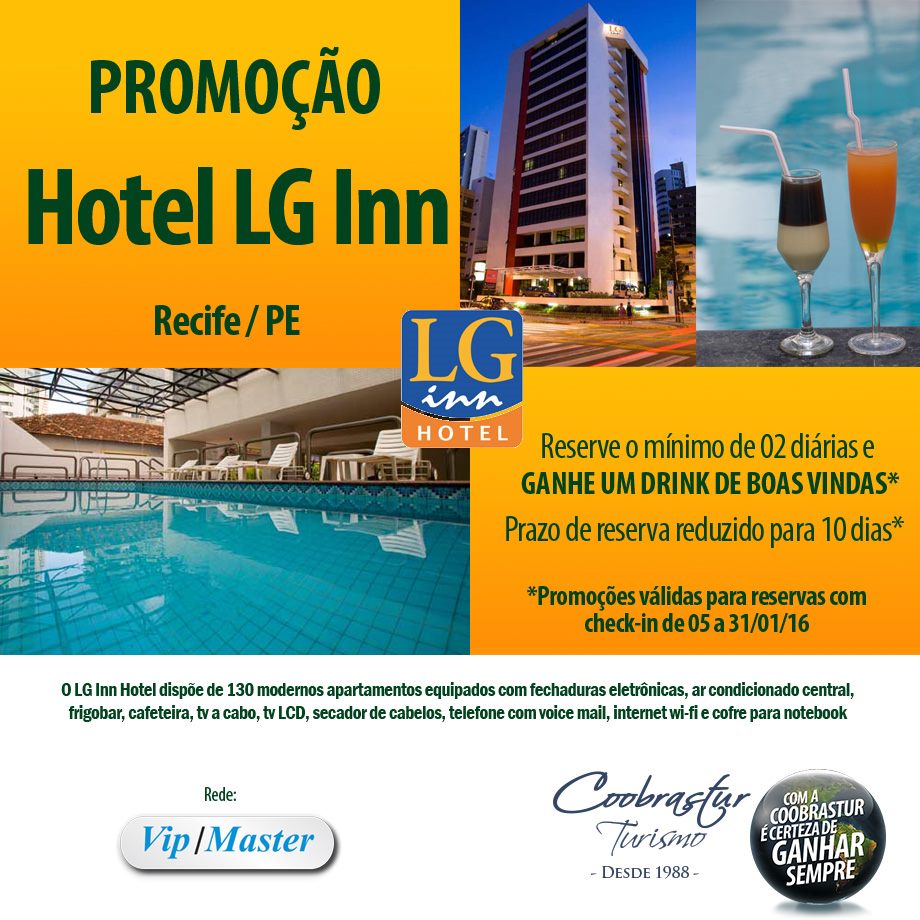 PROMOÇÃO
Hotel LG Inn
Recife / PE
LG
inn
LG
inn
HOTEL
Reserve o mínimo de 02 diárias e
GANHE UM DRINK DE BOAS VINDAS*
Prazo de reserva reduzido para 10 dias*
*Promoções válidas para reservas com
check-in de 05 a 31/01/16
O LG Inn Hotel dispõe de 130 modernos apartamentos equipados com fechaduras eletrônicas, ar condicionado central,
frigobar, cafeteira, tv a cabo, tv LCD, secador de cabelos, telefone com voice mail, internet wi-fi e cofre para notebook
Rede:
Vip/Master
Coobrastur
Turismo
- DESDE 1988 -
COM A
COOBRASTUR
É CERTEZA DE
GANHAR
SEMPRE